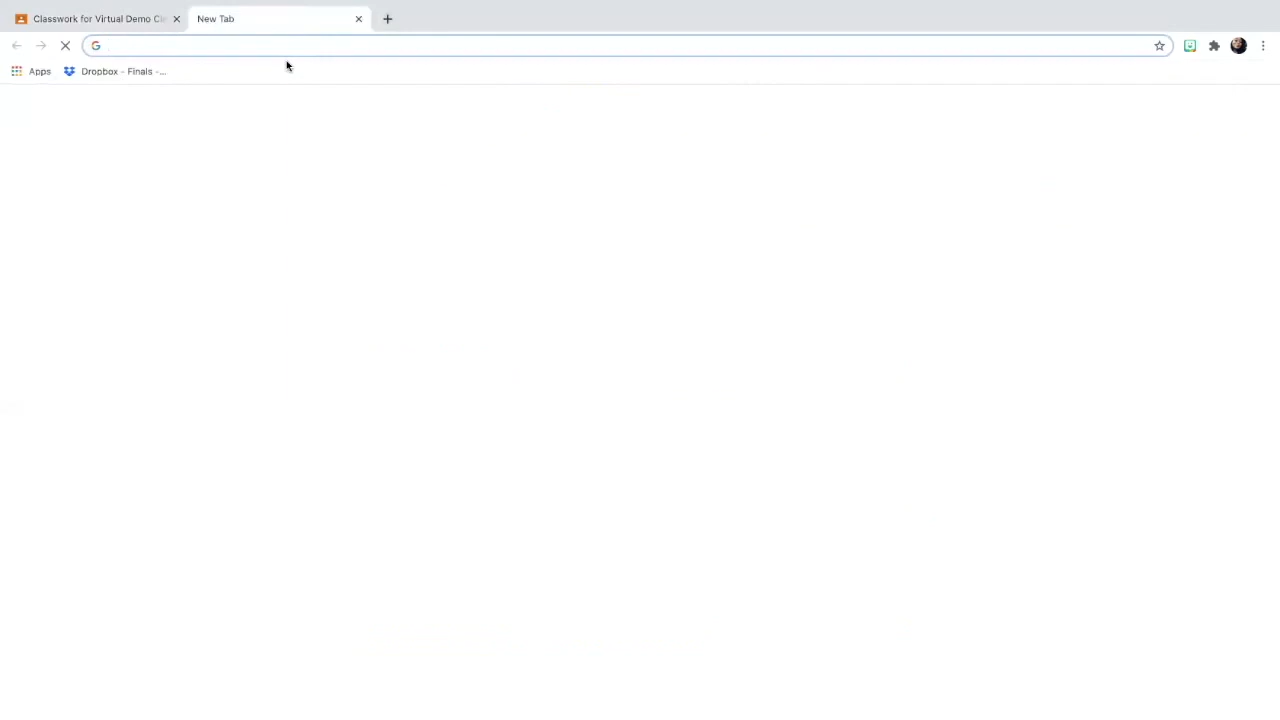 Classwork for Virtual Demo Cl
New Tab
Apps
Dropbox - Finals -...